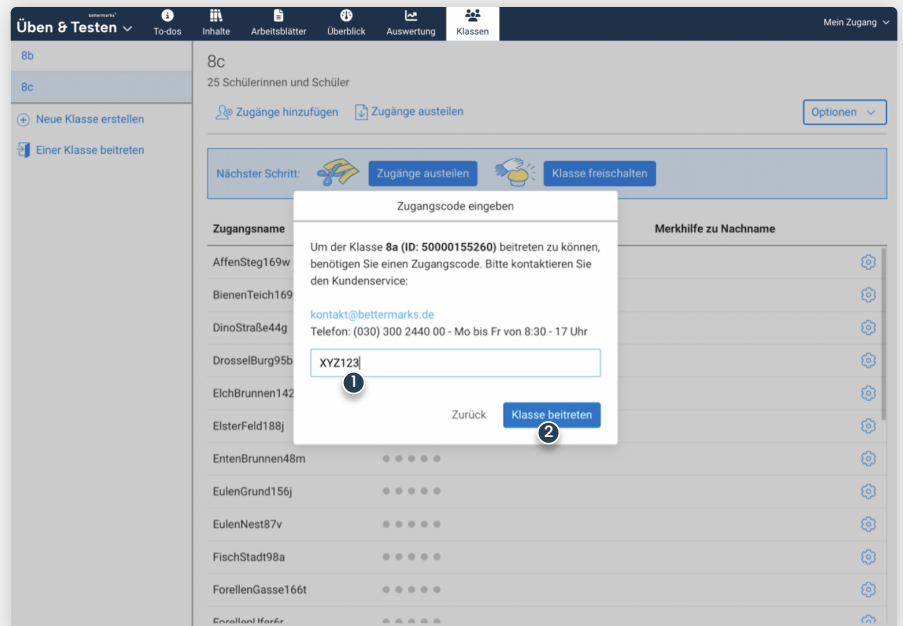 bettermarks
Üben & Testen
To-dos
Inhalte
Arbeitsblätter
Überblick
Auswertung
Klassen
Mein Zugang
8b
8c
Neue Klasse erstellen
Einer Klasse beitreten
8c
25 Schülerinnen und Schüler
Zugänge hinzufügen
Zugänge austeilen
Optionen
Nächster Schritt:
Zugänge austeilen
Klasse freischalten
Zugangsname
Merkhilfe zu Nachname
AffenSteg169w
BienenTeich169
DinoStraße44g
DrosselBurg95b
ElchBrunnen142
ElsterFeld188j
EntenBrunnen48m
EulenGrund156j
EulenNest87v
FischStadt98a
ForellenGasse166t
ForellenUfer6r
Zugangscode eingeben
Um der Klasse 8a (ID: 50000155260) beitreten zu können,
benötigen Sie einen Zugangscode. Bitte kontaktieren Sie
den Kundenservice:
kontakt@bettermarks.de
Telefon: (030) 300 2440 00 - Mo bis Fr von 8:30 - 17 Uhr
XYZ123
1
Zurück
Klasse beitreten
2